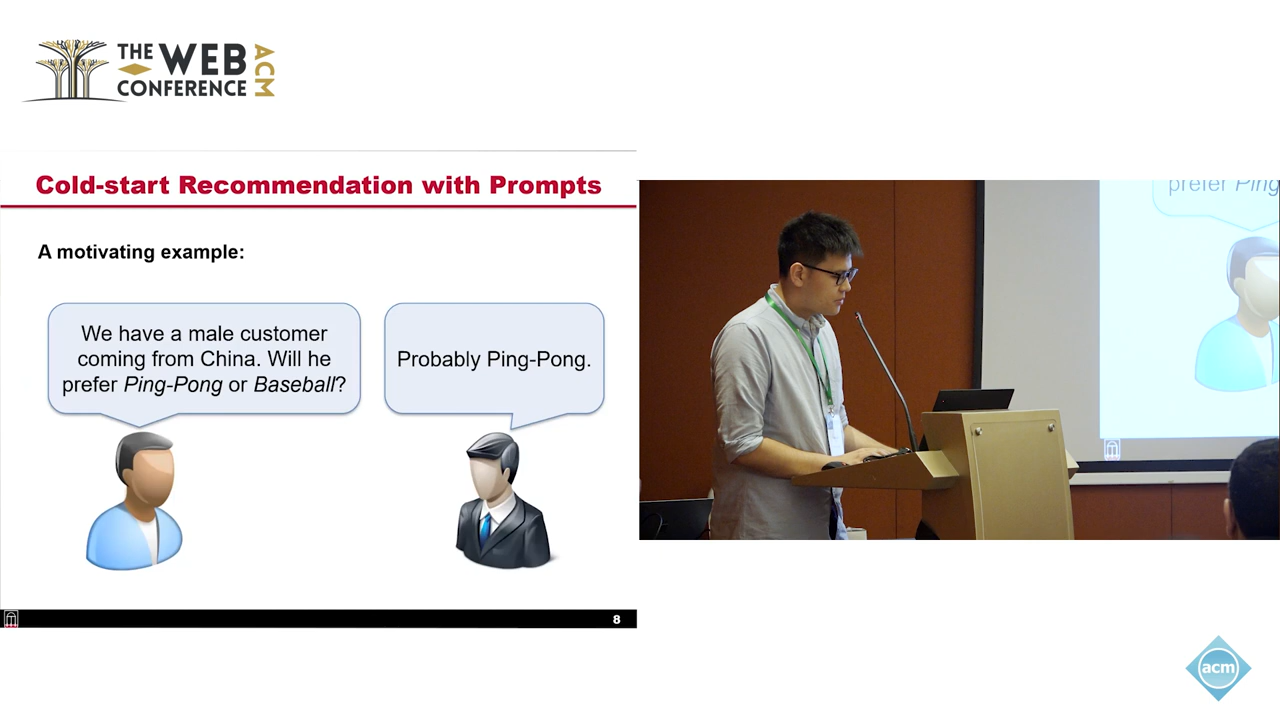 THE WEB
CONFERENCE
ACM
Cold-start Recommendation with Prompts
A motivating example:
We have a male customer
coming from China. Will he
prefer Ping-Pong or Baseball?
Probably Ping-Pong.
8
prefer Ping
acm